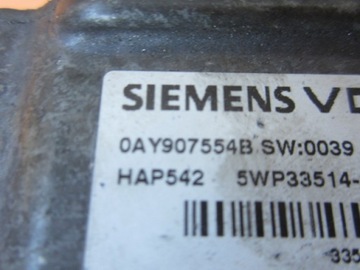 SIEMENS VD
0AY907554B SW:0039
HAP542 5WP33514-
335